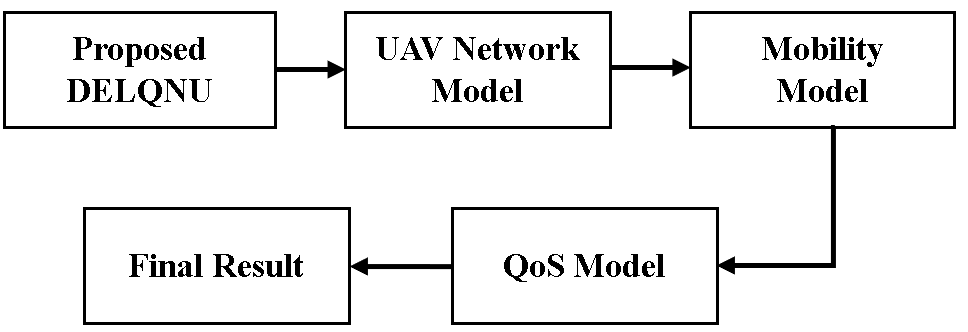 Proposed
DELQNU
UAV Network
Model
Mobility
Model
QoS Model
Final Result